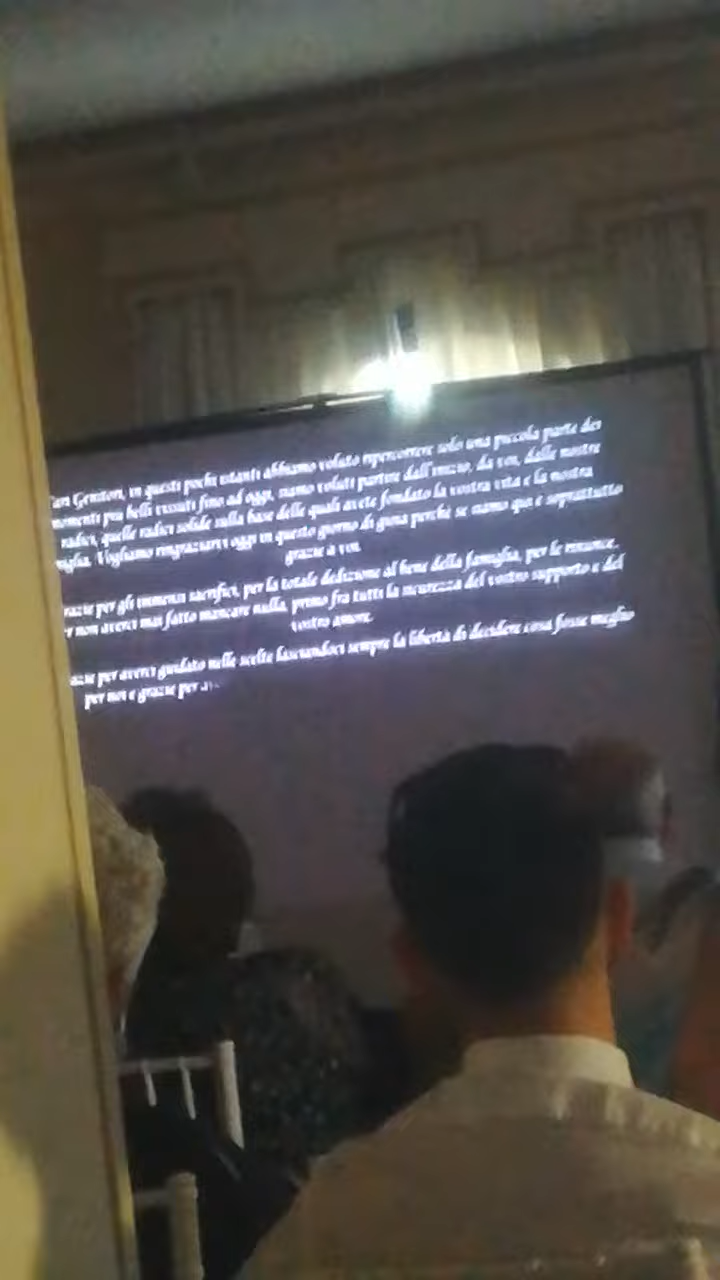 Cari Genitori, in questi pochi istanti abbiamo voluto ripercorrere solo una piccola parte dei
momenti più belli vissuti fino ad oggi, siamo voluti partire dall'inizio, da voi, dalle nostre
radici, quelle radici solide sulla base delle quali avete fondato la vostra vita e la nostra
Vogliamo ringraziarvi oggi in questo giorno di gioia perché se siamo qui è soprattutto
grazie a voi.
razie per gli immensi sacrifici, per la totale dedizione al bene della famiglia, per le rinunce,
r non averci mai fatto mancare nulla, primo fra tutti la sicurezza del vostro supporto e del
vostro amore.
azie per averci guidato nelle scelte lasciandoci sempre la libertà di decidere cosa fosse meglio
per noi e grazie per